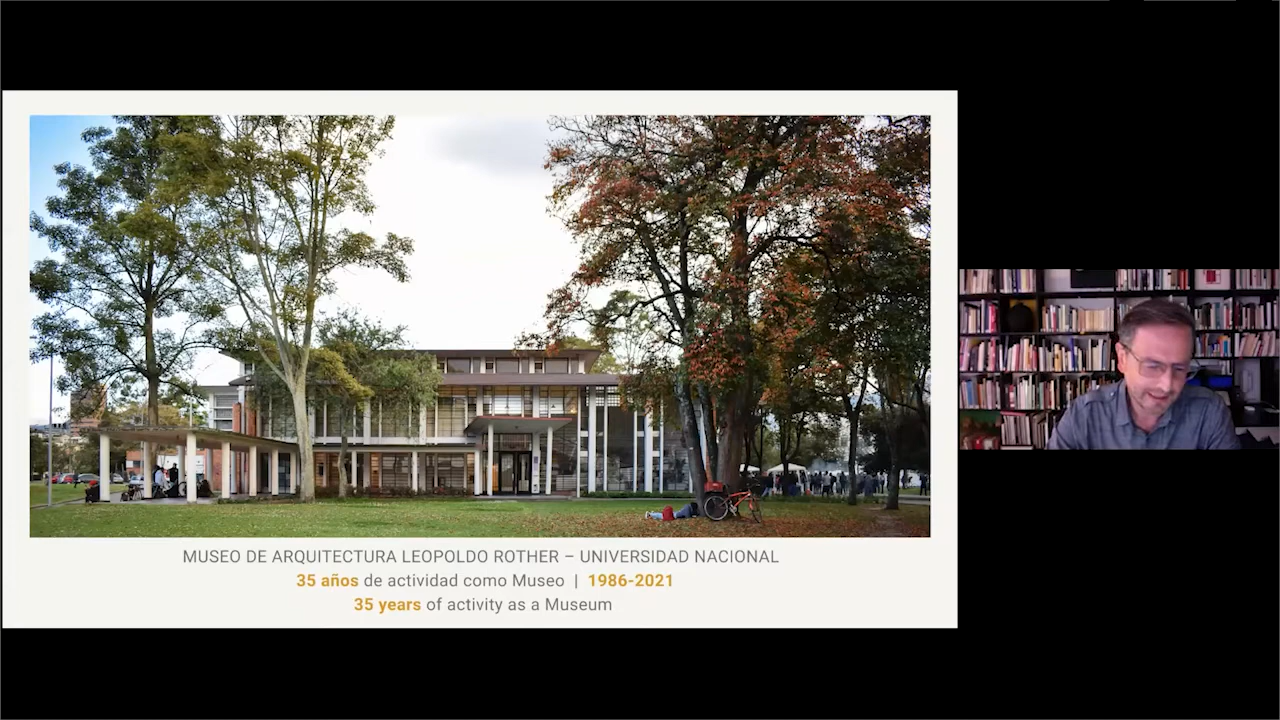 MUSEO DE ARQUITECTURA LEOPOLDO ROTHER – UNIVERSIDAD NACIONAL
35 años de actividad como Museo | 1986-2021
35 years of activity as a Museum